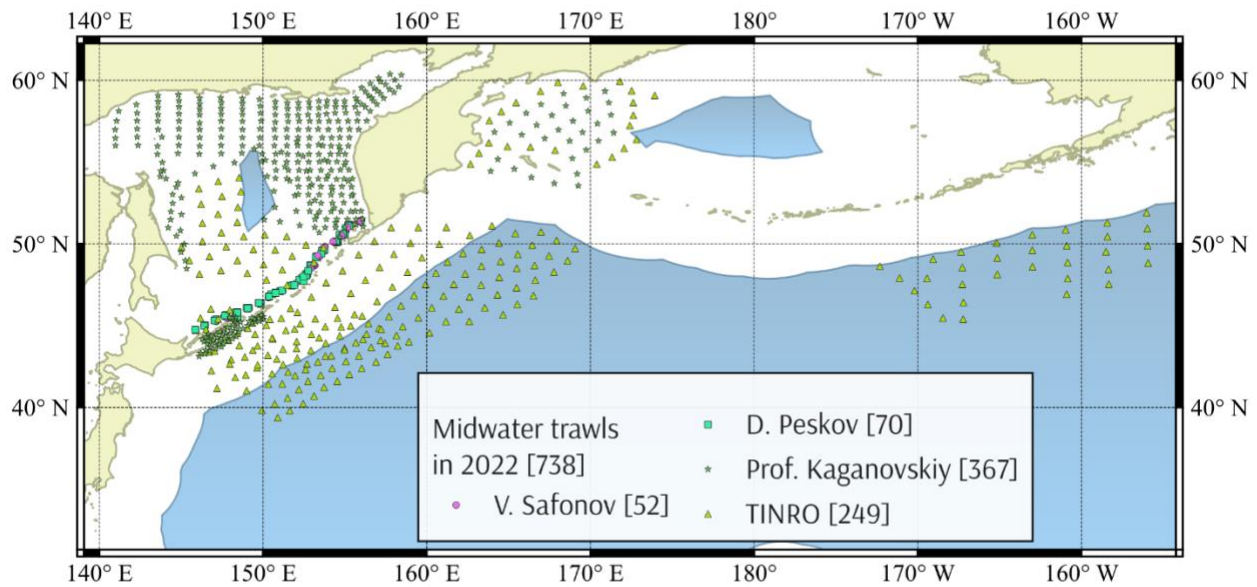 140° E 150° E 160° E 170° E 180° 170° W 160° W
60° N 60° N
50° N 50° N
40° N 40° N
Midwater trawls
in 2022 [738]
V. Safonov [52]
D. Peskov [70]
Prof. Kaganovskiy [367]
TINRO [249]
140° E 150° E 160° E 170° E 180° 170° W 160° W